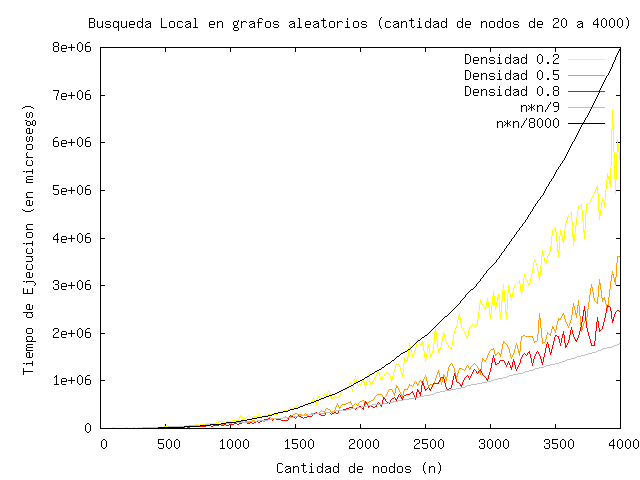 Busqueda Local en grafos aleatorios (cantidad de nodos de 20 a 4000)
8e+06
7e+06
6e+06
5e+06
4e+06
3e+06
2e+06
1e+06
0
Tiempo de Ejecucion (en microsegs)
Densidad 0.2
Densidad 0.5
Densidad 0.8
n*n/9
n*n/8000
0 500 1000 1500 2000 2500 3000 3500 4000
Cantidad de nodos (n)